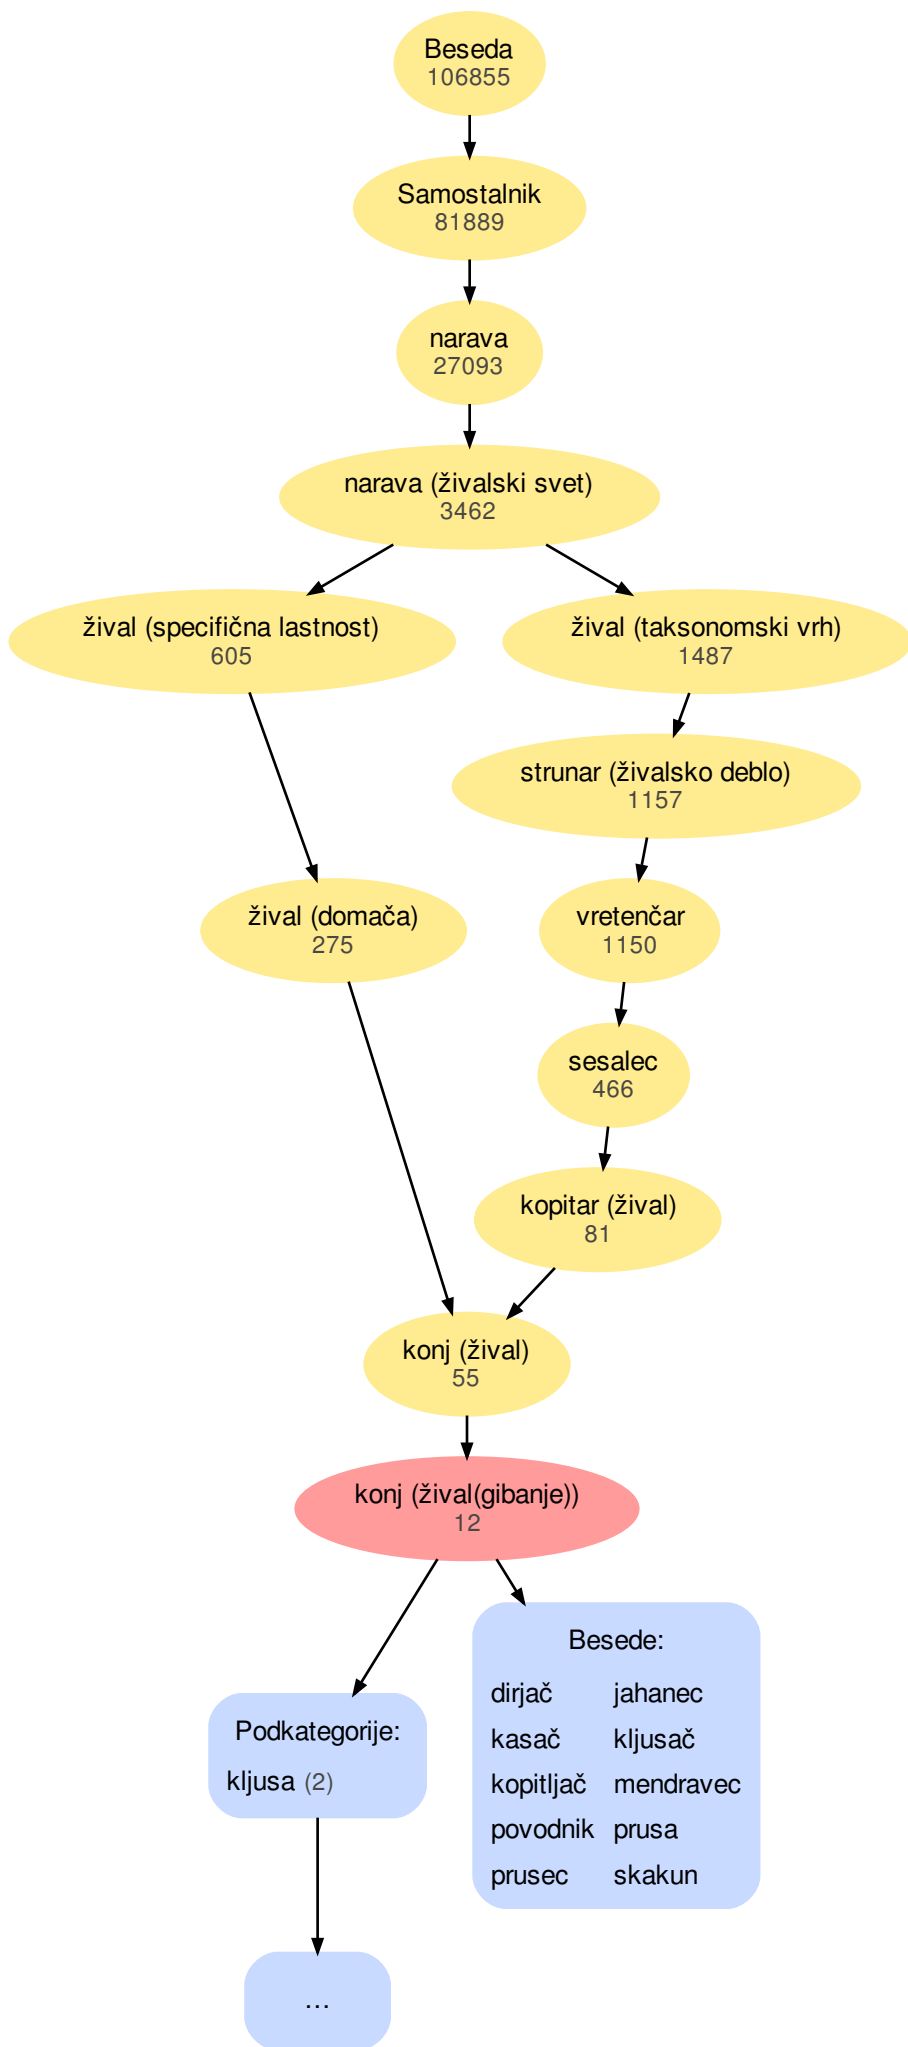 Beseda
106855
Samostalnik
81889
narava
27093
narava (živalski svet)
3462
žival (specifična lastnost)
605
žival (taksonomski vrh)
1487
strunar (živalsko deblo)
1157
žival (domača)
275
vretenčar
1150
sesalec
466
kopitar (žival)
81
konj (žival)
55
konj (žival(gibanje))
12
Besede:
dirjač jahanec
kasač kljusač
kopitljač mendravec
povodnik prusa
prusec skakun
Podkategorije:
kljusa (2)
...